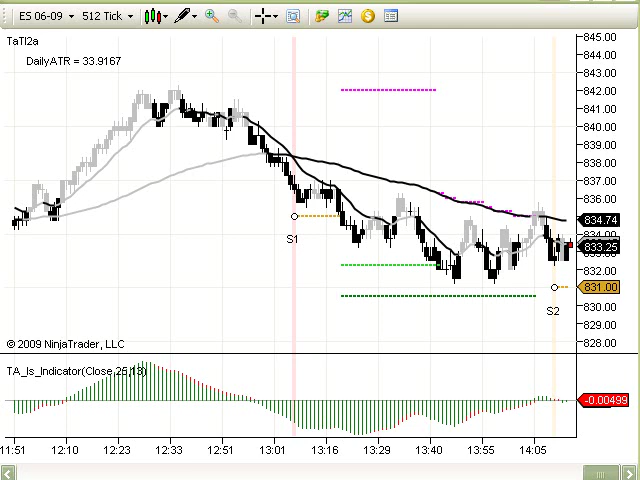 ES 06-09 512 Tick
TaTI2a
DailyATR = 33.9167
S1
S2
© 2009 NinjaTrader, LLC
845.00
844.00
843.00
842.00
841.00
840.00
839.00
838.00
837.00
836.00
834.74
834.00
833.25
832.00
831.00
830.00
829.00
828.00
TA_Is_Indicator(Close,25,13)
-0.00499
11:51 12:10 12:23 12:33 12:51 13:01 13:16 13:29 13:40 13:55 14:05